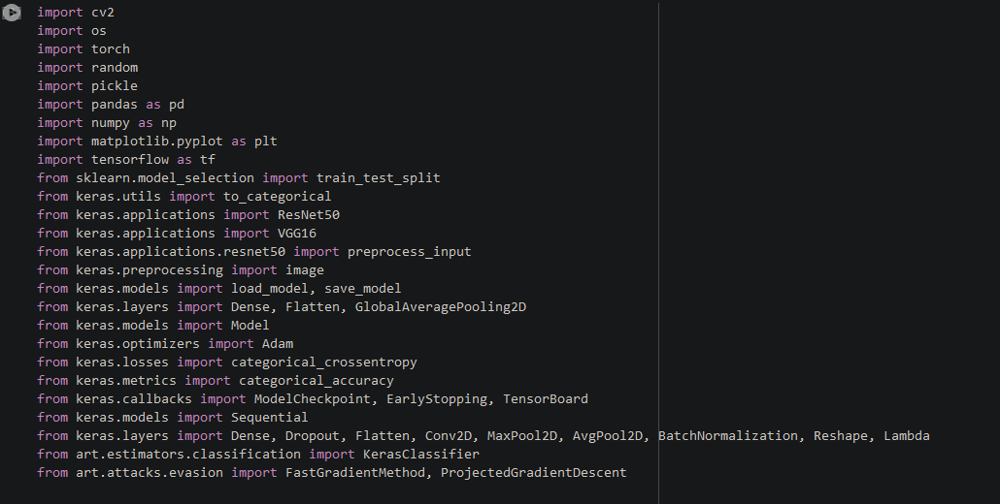 import cv2
import os
import torch
import random
import pickle
import pandas as pd
import numpy as np
import matplotlib.pyplot as plt
import tensorflow as tf
from sklearn.model_selection import train_test_split
from keras.utils import to_categorical
from keras.applications import ResNet50
from keras.applications import VGG16
from keras.applications.resnet50 import preprocess_input
from keras.preprocessing import image
from keras.models import load_model, save_model
from keras.layers import Dense, Flatten, GlobalAveragePooling2D
from keras.models import Model
from keras.optimizers import Adam
from keras.losses import categorical_crossentropy
from keras.metrics import categorical_accuracy
from keras.callbacks import ModelCheckpoint, EarlyStopping, TensorBoard
from keras.models import Sequential
from keras.layers import Dense, Dropout, Flatten, Conv2D, MaxPool2D, AvgPool2D, BatchNormalization, Reshape, Lambda
from art.estimators.classification import KerasClassifier
from art.attacks.evasion import FastGradientMethod, ProjectedGradientDescent